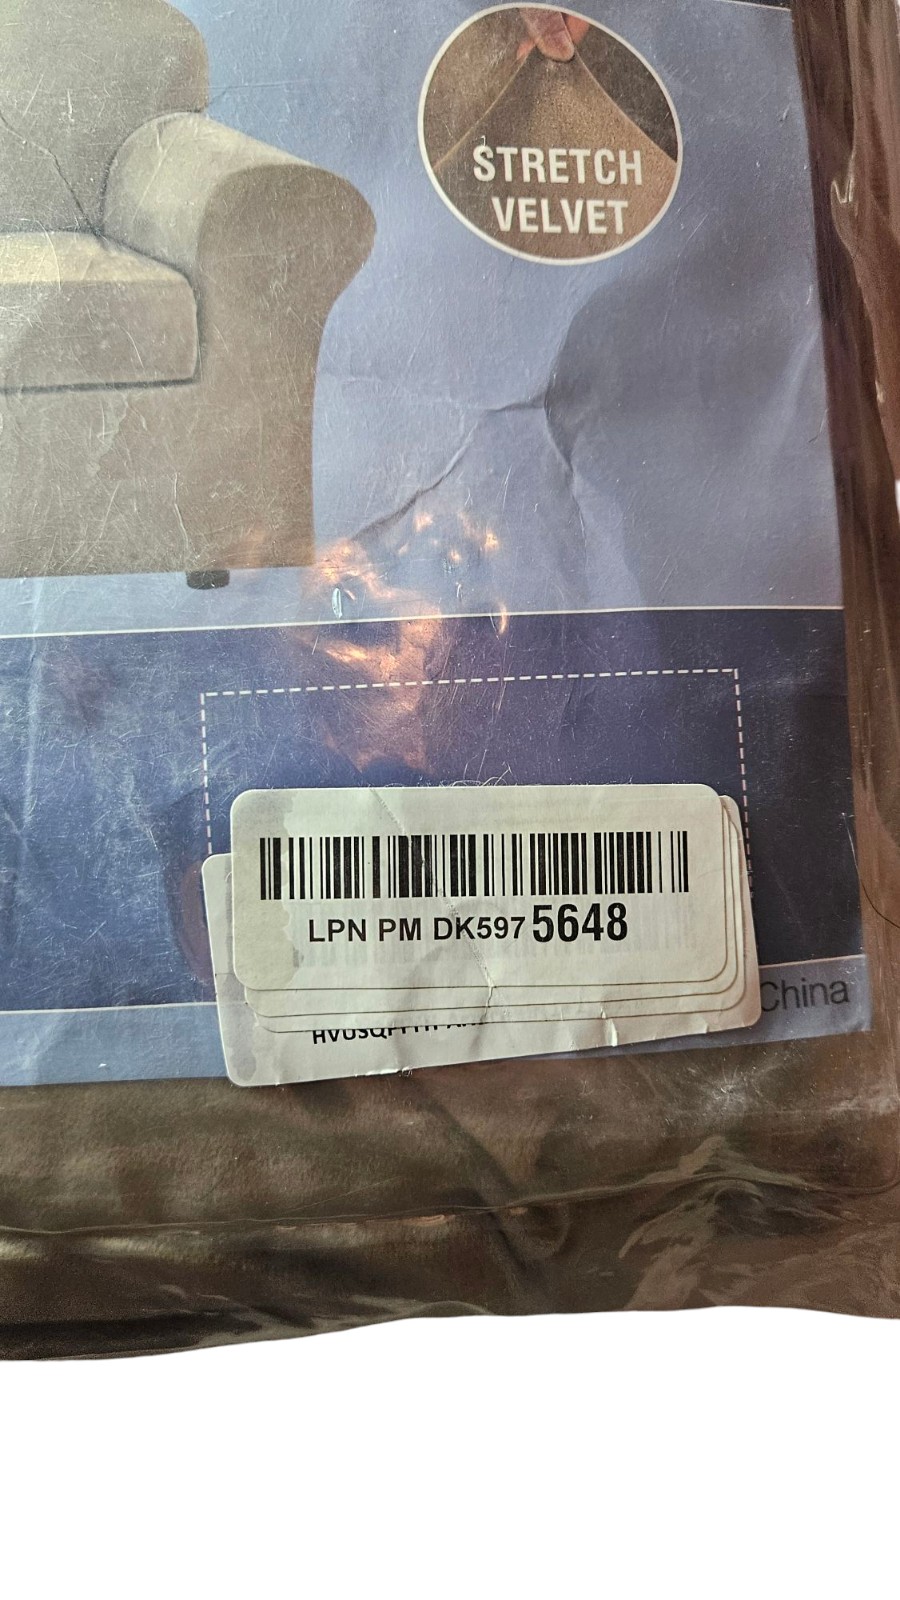 STRETCH
VELVET
LPN PM DK597 5648
China